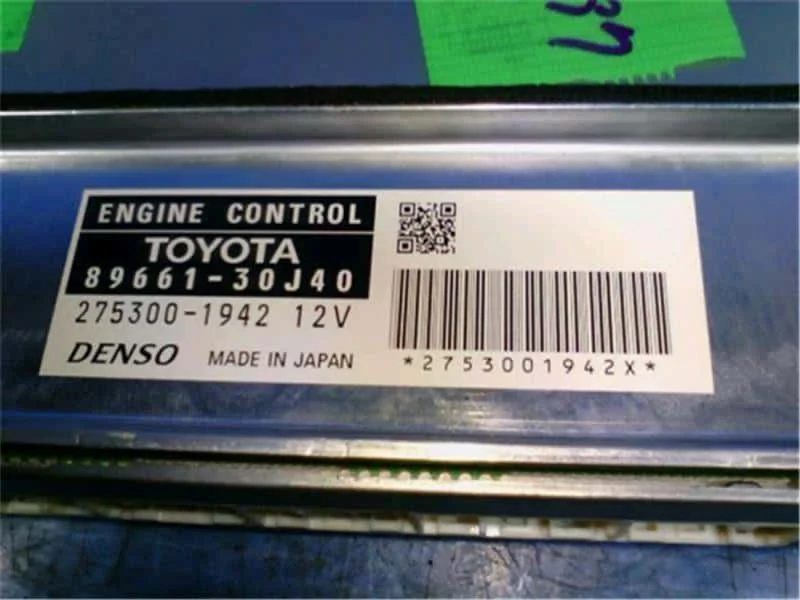 ENGINE CONTROL
TOYOTA
89661-30J40
275300-1942 12V
DENSO MADE IN JAPAN
*2753001942X*